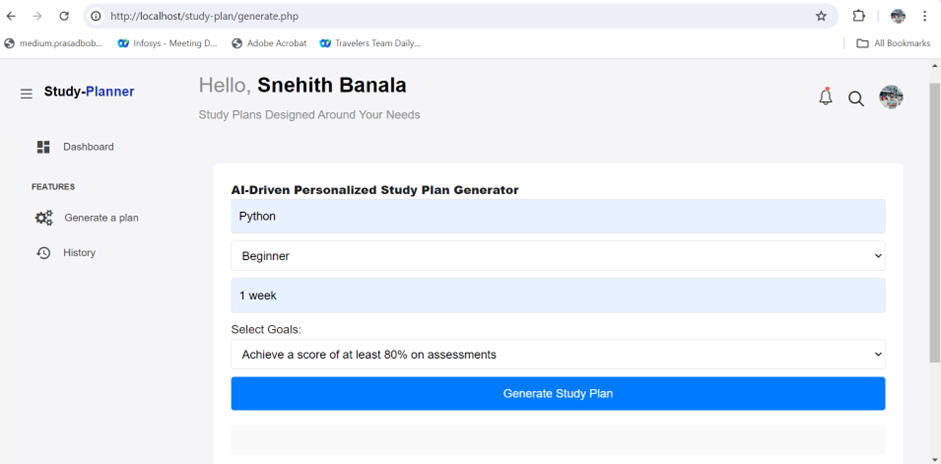 http://localhost/study-plan/generate.php
medium.prasadbob... Infosys - Meeting D... Adobe Acrobat Travelers Team Daily... All Bookmarks
Study-Planner
Hello, Snehith Banala
Study Plans Designed Around Your Needs
Dashboard
FEATURES
Generate a plan
History
AI-Driven Personalized Study Plan Generator
Python
Beginner
1 week
Select Goals:
Achieve a score of at least 80% on assessments
Generate Study Plan